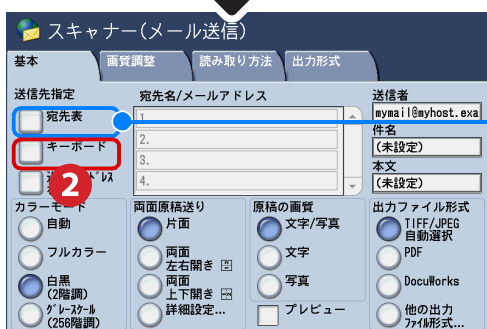 スキャナー(メール送信)
基本 画質調整 読み取り方法 出力形式
送信先指定 宛先名/メールアドレス 送信者
宛先表 1. mymail@myhost.exa
件名
キーボード 2. (未設定)
3. 本文
2 4. (未設定)
カラーモード 両面原稿送り 原稿の画質 出力ファイル形式
自動 片面 文字/写真 TIFF/JPEG
自動選択
フルカラー 両面 文字 PDF
左右開き
白黒 両面 写真 DocuWorks
(2階調) 上下開き
グレースケール 詳細設定... プレビュー 他の出力
(256階調) ファイル形式...